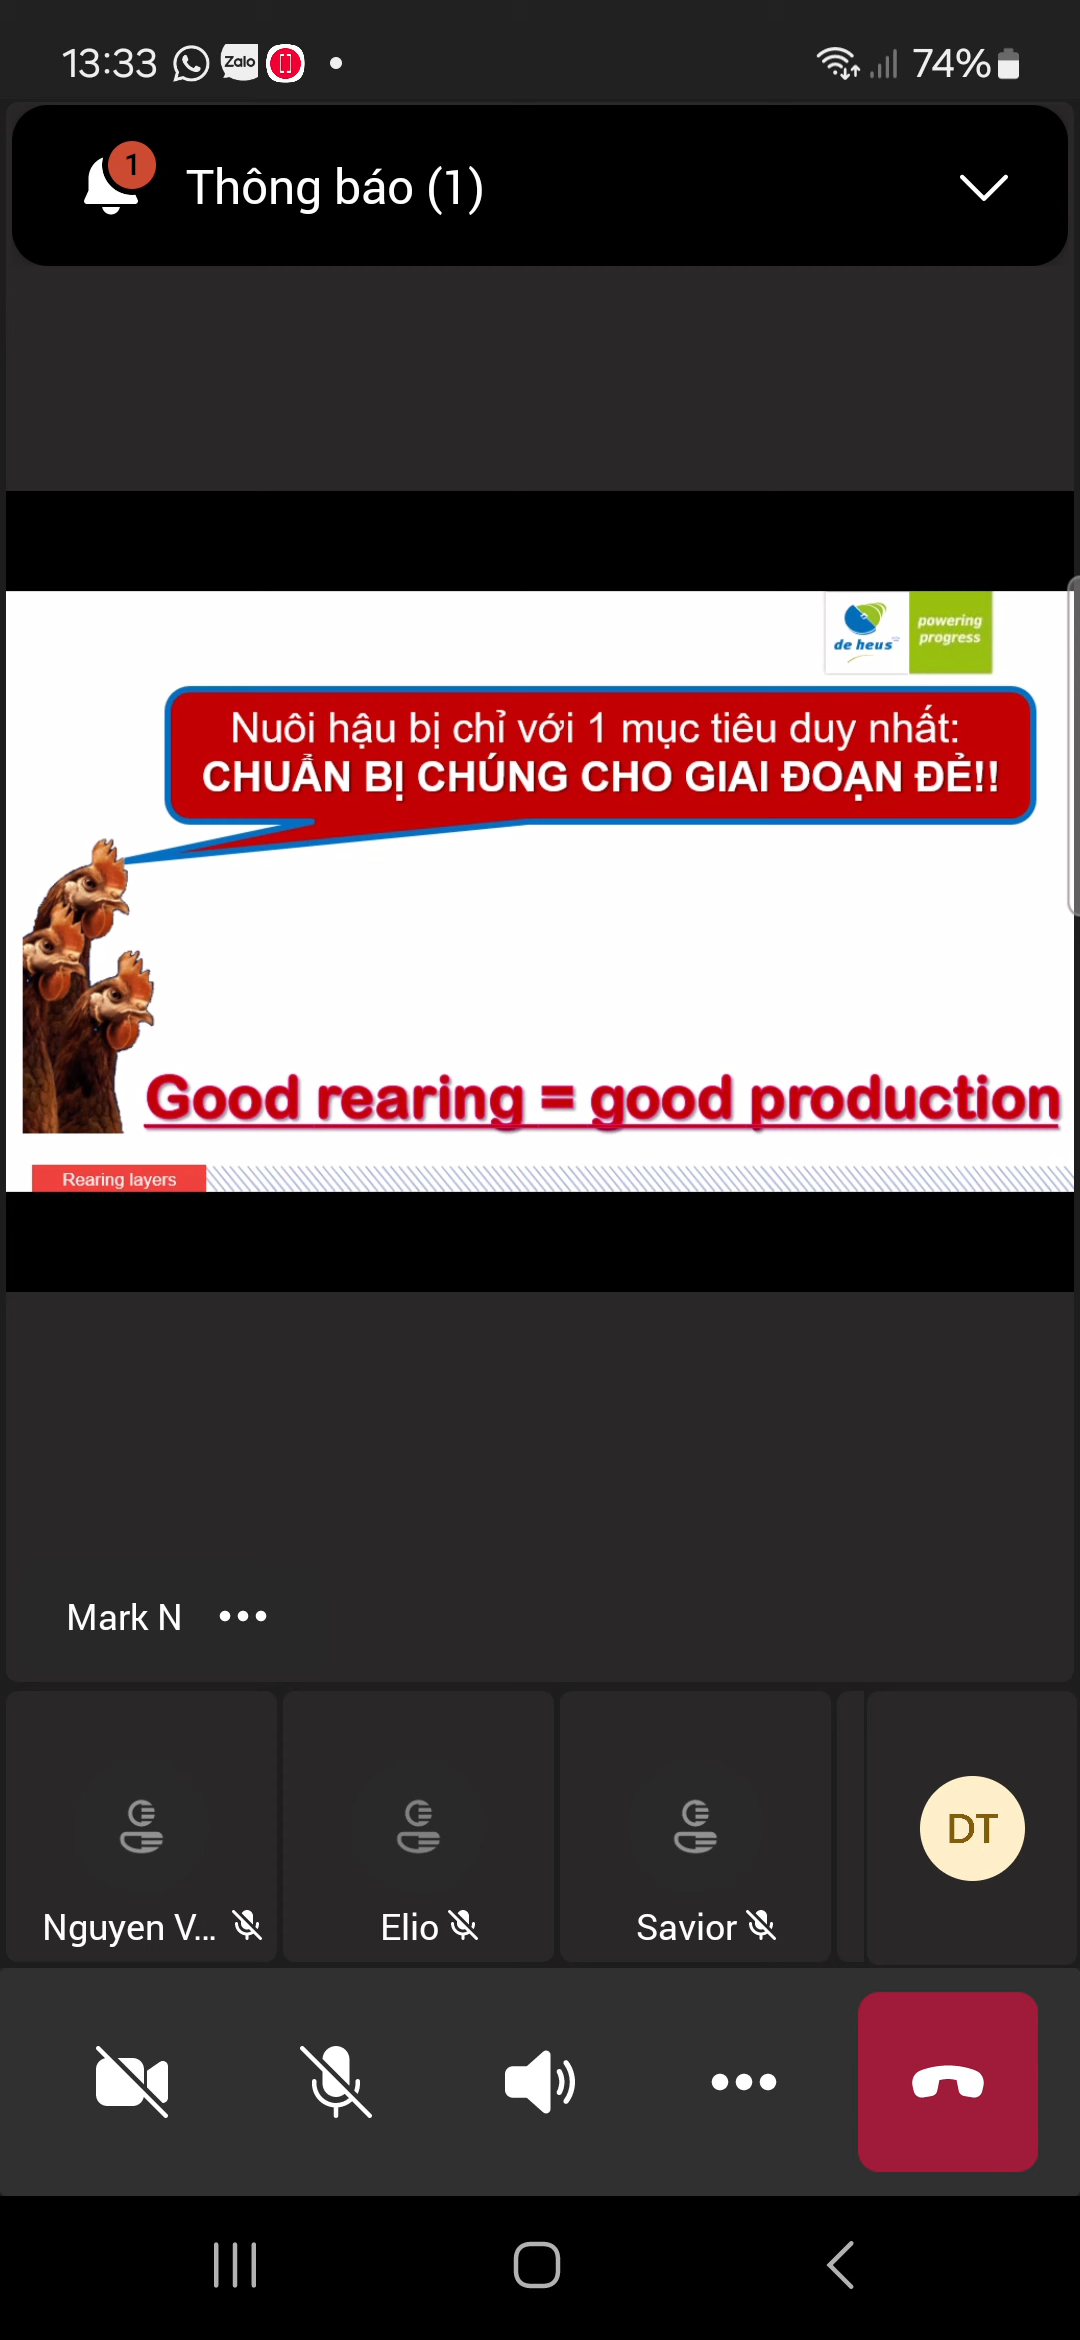 13:33
Zalo
74%
1
Thông báo (1)
de heus
powering
progress
Nuôi hậu bị chỉ với 1 mục tiêu duy nhất:
CHUẨN BỊ CHÚNG CHO GIAI ĐOẠN ĐẺ!!
Good rearing = good production
Rearing layers
Mark N
DT
Nguyen V...
Elio
Savior